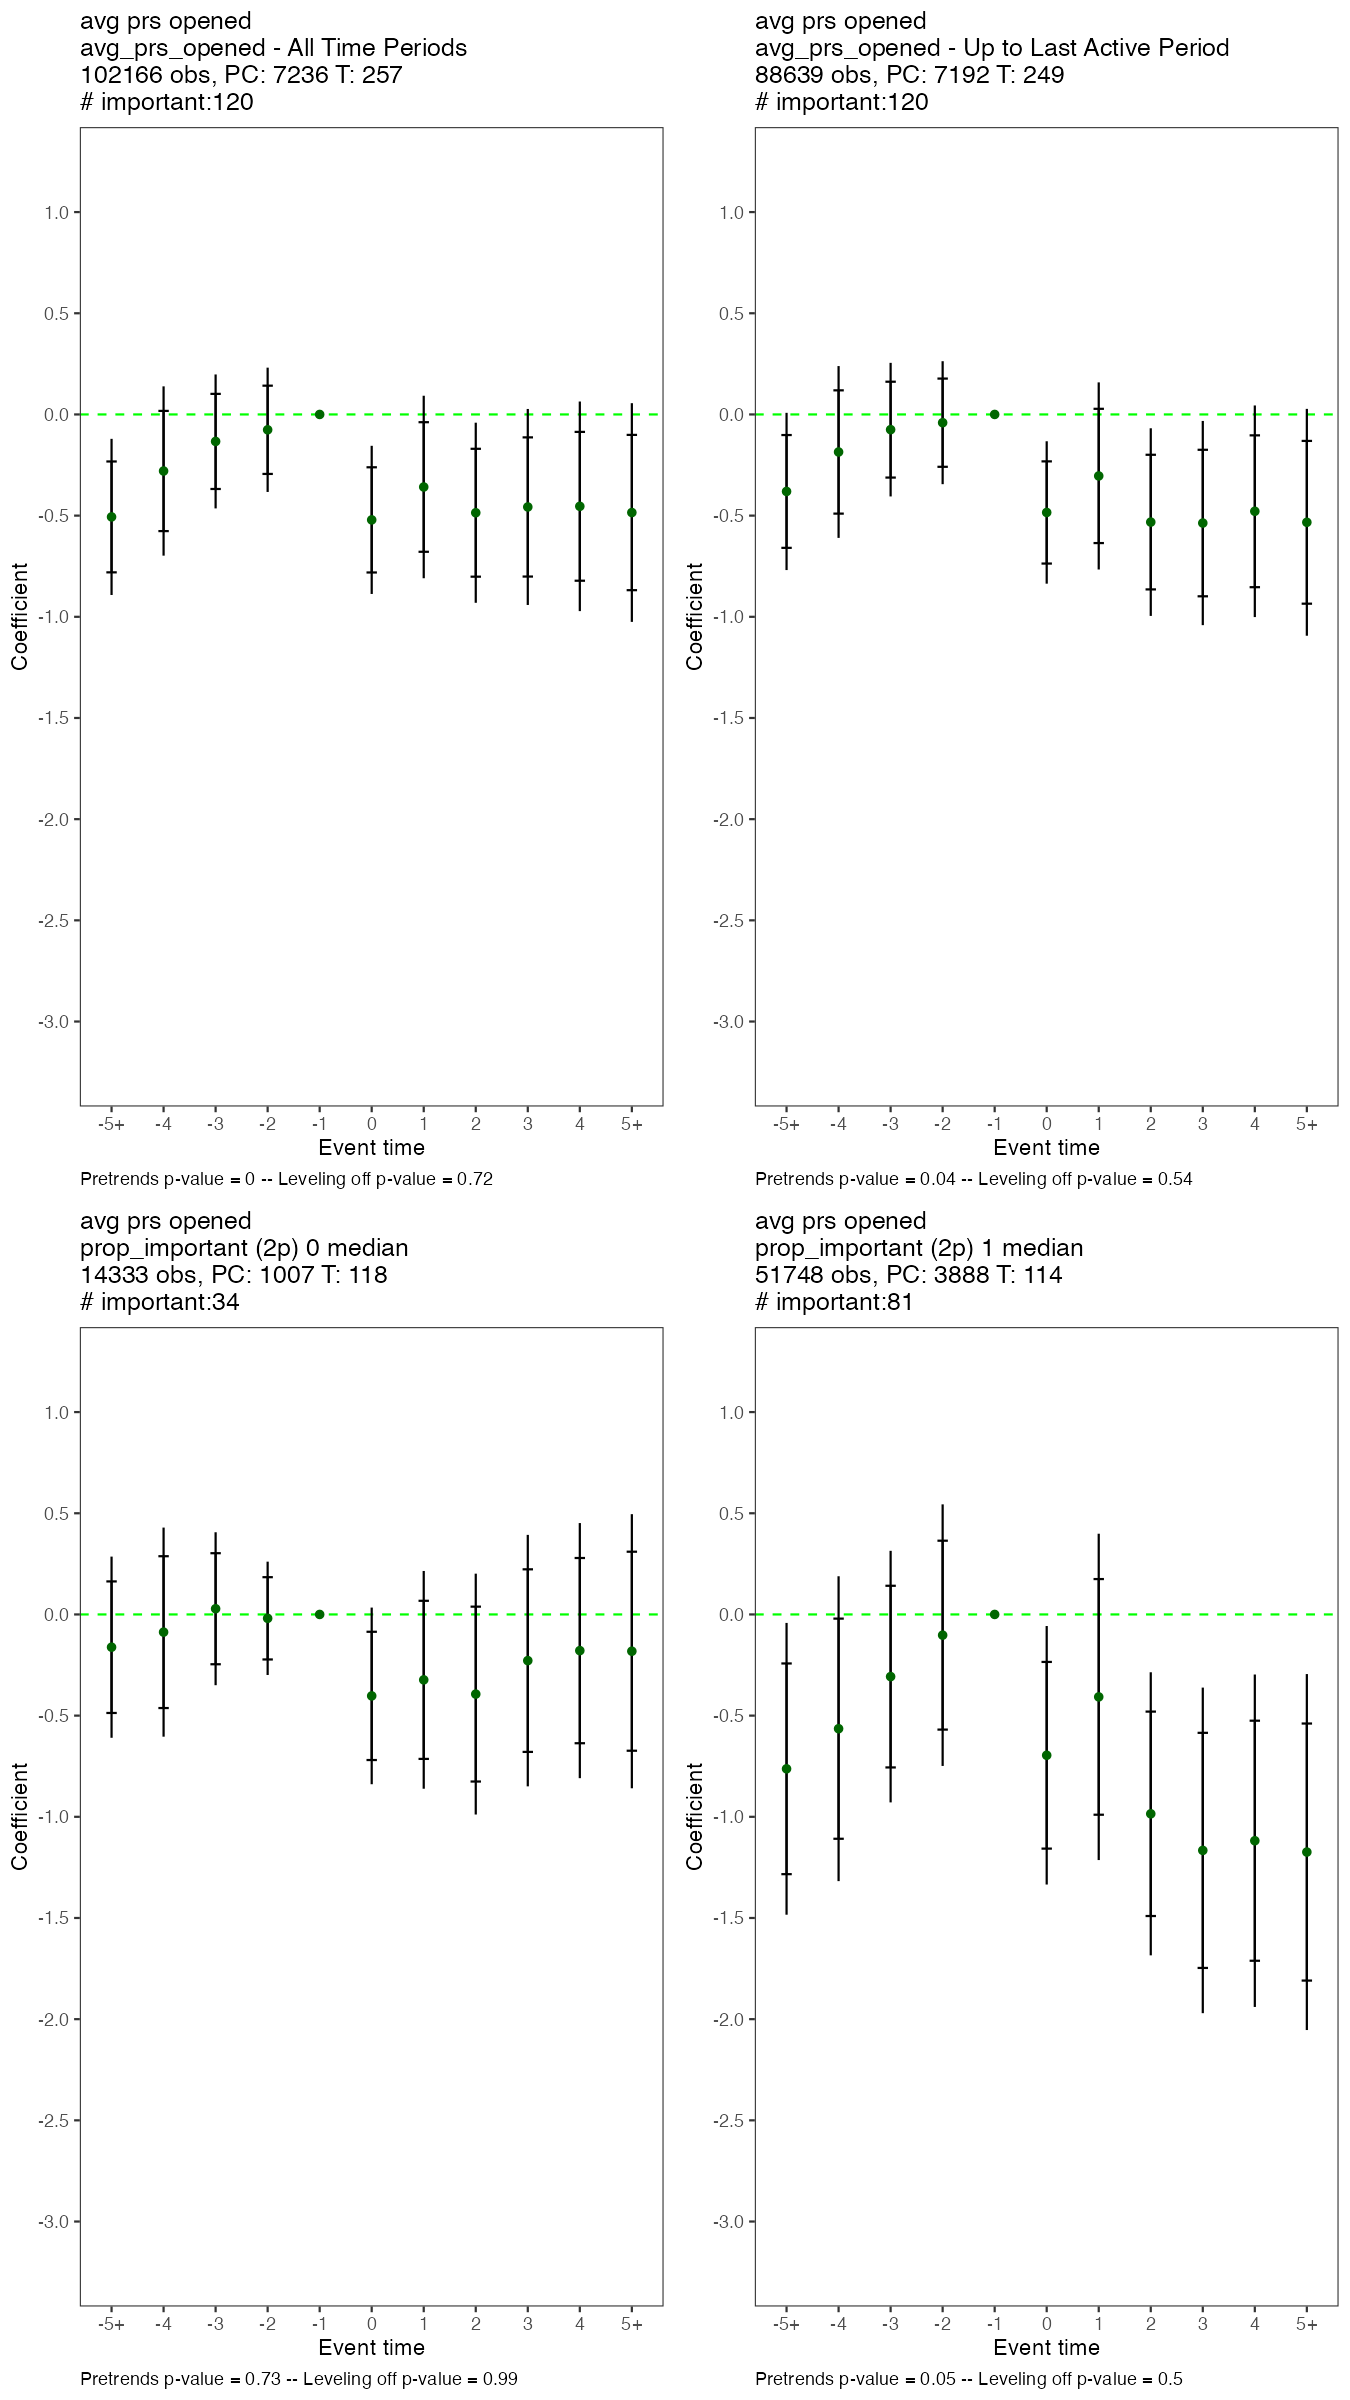 avg prs opened
avg_prs_opened - All Time Periods
102166 obs, PC: 7236 T: 257
# important:120
1.0
0.5
0.0
-0.5
-1.0
-1.5
-2.0
-2.5
-3.0
Coefficient
-5+ -4 -3 -2 -1 0 1 2 3 4 5+
Event time
Pretrends p-value = 0 -- Leveling off p-value = 0.72
avg prs opened
avg_prs_opened - Up to Last Active Period
88639 obs, PC: 7192 T: 249
# important:120
1.0
0.5
0.0
-0.5
-1.0
-1.5
-2.0
-2.5
-3.0
Coefficient
-5+ -4 -3 -2 -1 0 1 2 3 4 5+
Event time
Pretrends p-value = 0.04 -- Leveling off p-value = 0.54
avg prs opened
prop_important (2p) 0 median
14333 obs, PC: 1007 T: 118
# important:34
1.0
0.5
0.0
-0.5
-1.0
-1.5
-2.0
-2.5
-3.0
Coefficient
-5+ -4 -3 -2 -1 0 1 2 3 4 5+
Event time
Pretrends p-value = 0.73 -- Leveling off p-value = 0.99
avg prs opened
prop_important (2p) 1 median
51748 obs, PC: 3888 T: 114
# important:81
1.0
0.5
0.0
-0.5
-1.0
-1.5
-2.0
-2.5
-3.0
Coefficient
-5+ -4 -3 -2 -1 0 1 2 3 4 5+
Event time
Pretrends p-value = 0.05 -- Leveling off p-value = 0.5